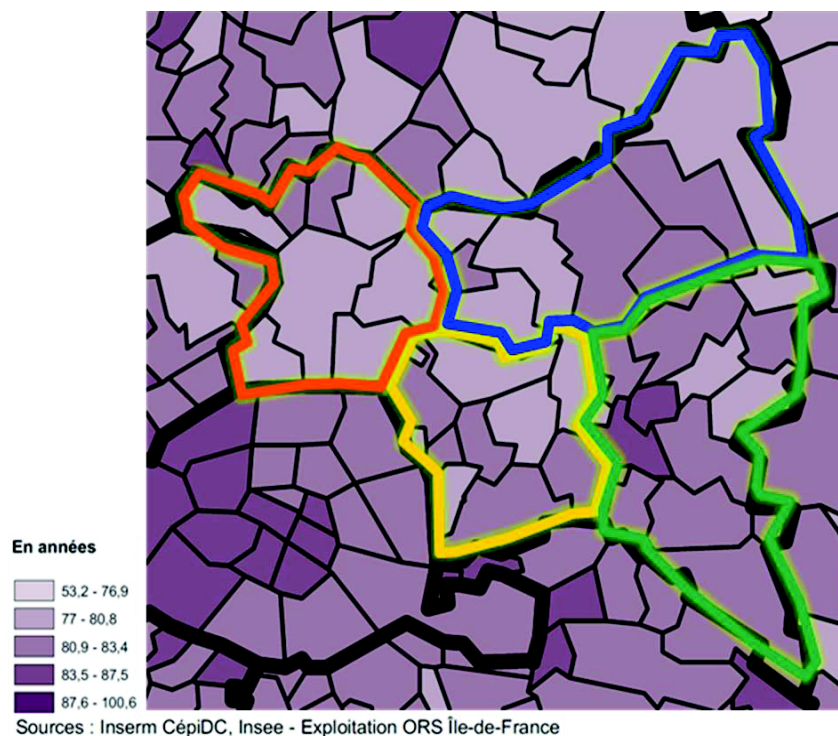 En années
53,2 - 76,9
77 - 80,8
80,9 - 83,4
83,5 - 87,5
87,6 - 100,6
Sources : Inserm CépiDC, Insee - Exploitation ORS Île-de-France